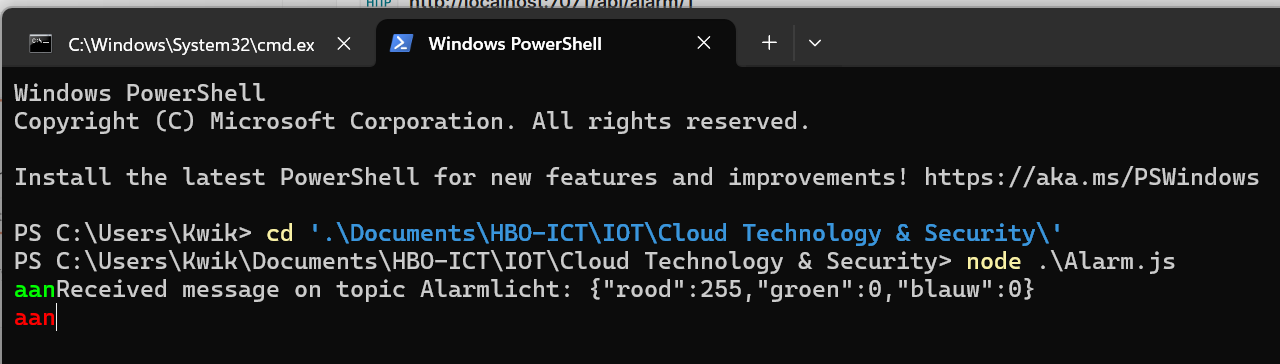 HDP http://localhost:7071/api/alarm/1
C:\Windows\System32\cmd.ex
Windows PowerShell
Windows PowerShell
Copyright (C) Microsoft Corporation. All rights reserved.
Install the latest PowerShell for new features and improvements! https://aka.ms/PSWindows
PS C:\Users\Kwik> cd '.\Documents\HBO-ICT\IOT\Cloud Technology & Security\'
PS C:\Users\Kwik\Documents\HBO-ICT\IOT\Cloud Technology & Security> node .\Alarm.js
aanReceived message on topic Alarmlicht: {"rood":255,"groen":0,"blauw":0}
aan